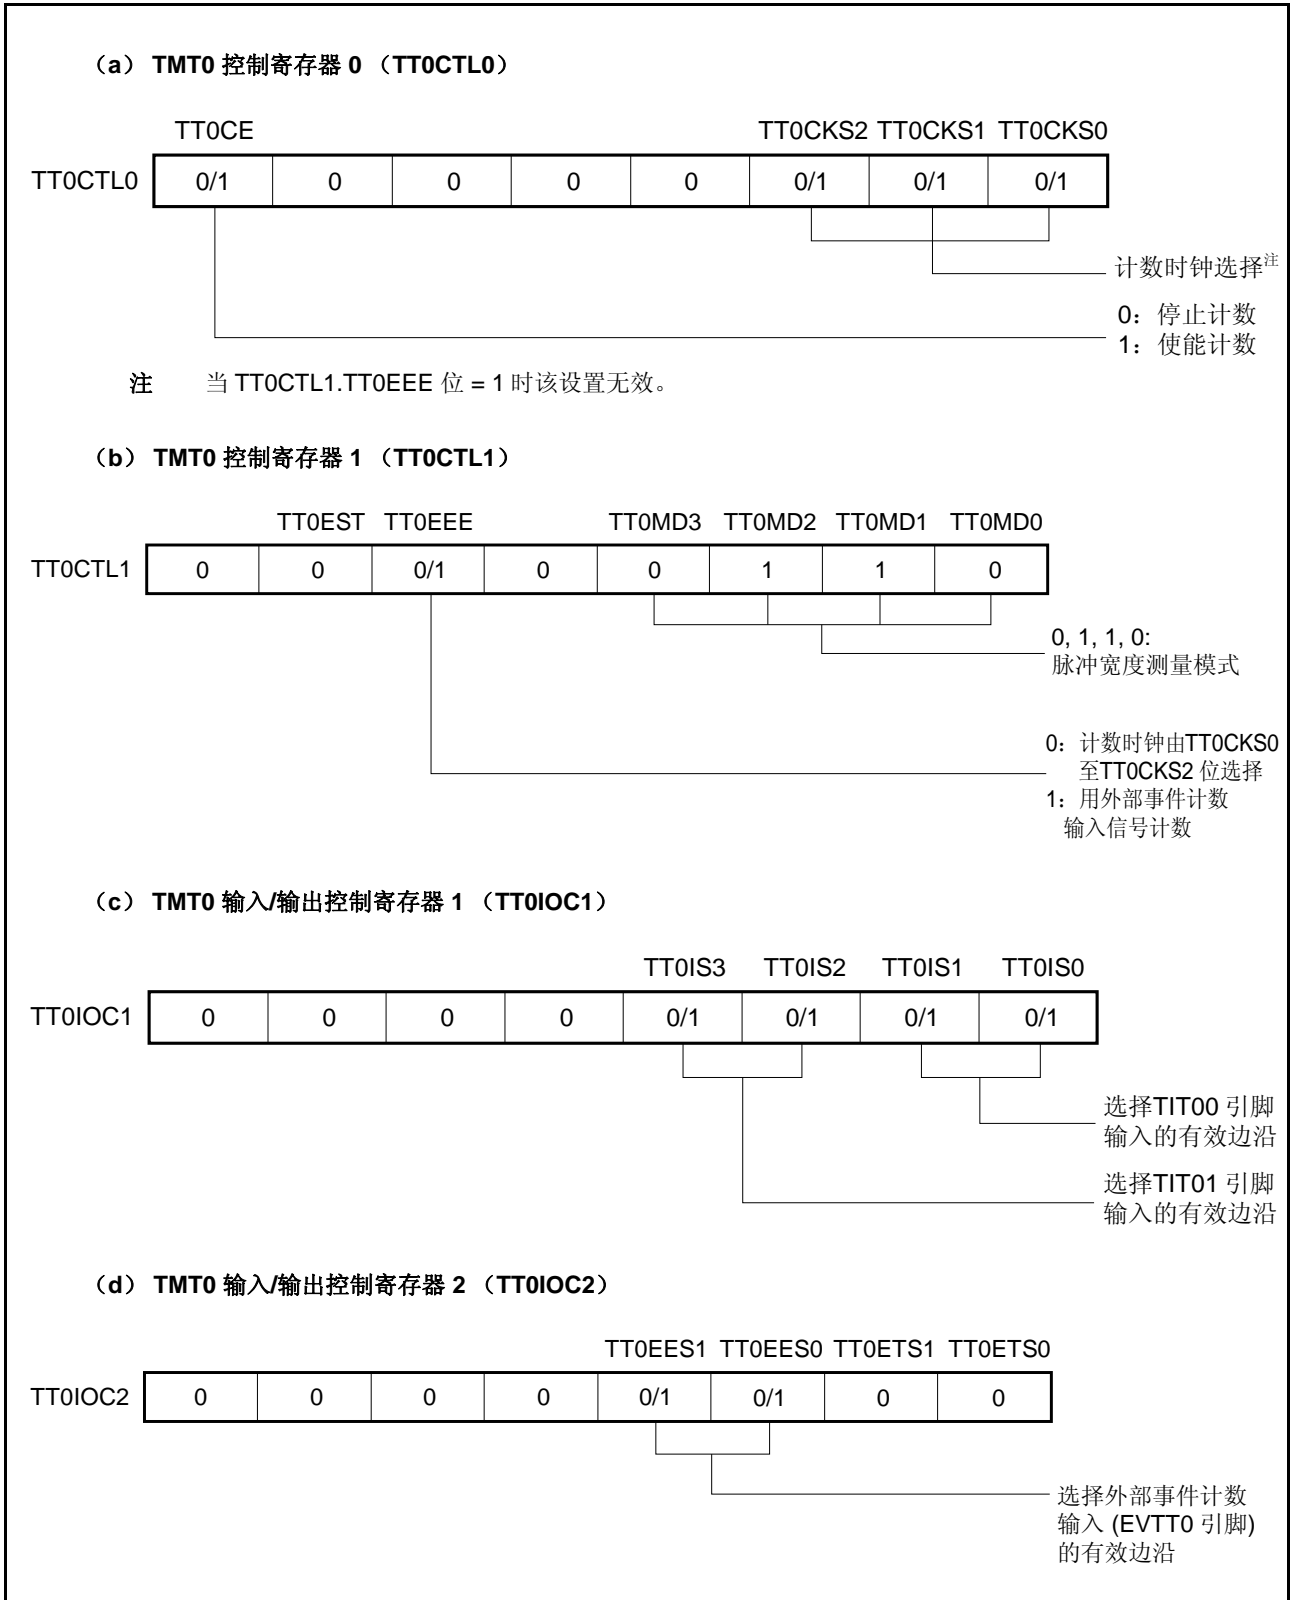 （a） TMT0 控制寄存器 0 （TT0CTL0）
TT0CE TT0CKS2 TT0CKS1 TT0CKS0
TT0CTL0 0/1 0 0 0 0 0/1 0/1 0/1
计数时钟选择注
0：停止计数
1：使能计数
注 当 TT0CTL1.TT0EEE 位 = 1 时该设置无效。
（b） TMT0 控制寄存器 1 （TT0CTL1）
TT0EST TT0EEE TT0MD3 TT0MD2 TT0MD1 TT0MD0
TT0CTL1 0 0 0/1 0 0 1 1 0
0, 1, 1, 0:
脉冲宽度测量模式
0：计数时钟由TT0CKS0
至TT0CKS2 位选择
1：用外部事件计数
输入信号计数
（c） TMT0 输入/输出控制寄存器 1 （TT0IOC1）
TT0IS3 TT0IS2 TT0IS1 TT0IS0
TT0IOC1 0 0 0 0 0/1 0/1 0/1 0/1
选择TIT00 引脚
输入的有效边沿
选择TIT01 引脚
输入的有效边沿
（d） TMT0 输入/输出控制寄存器 2 （TT0IOC2）
TT0EES1 TT0EES0 TT0ETS1 TT0ETS0
TT0IOC2 0 0 0 0 0/1 0/1 0 0
选择外部事件计数
输入 (EVTT0 引脚)
的有效边沿